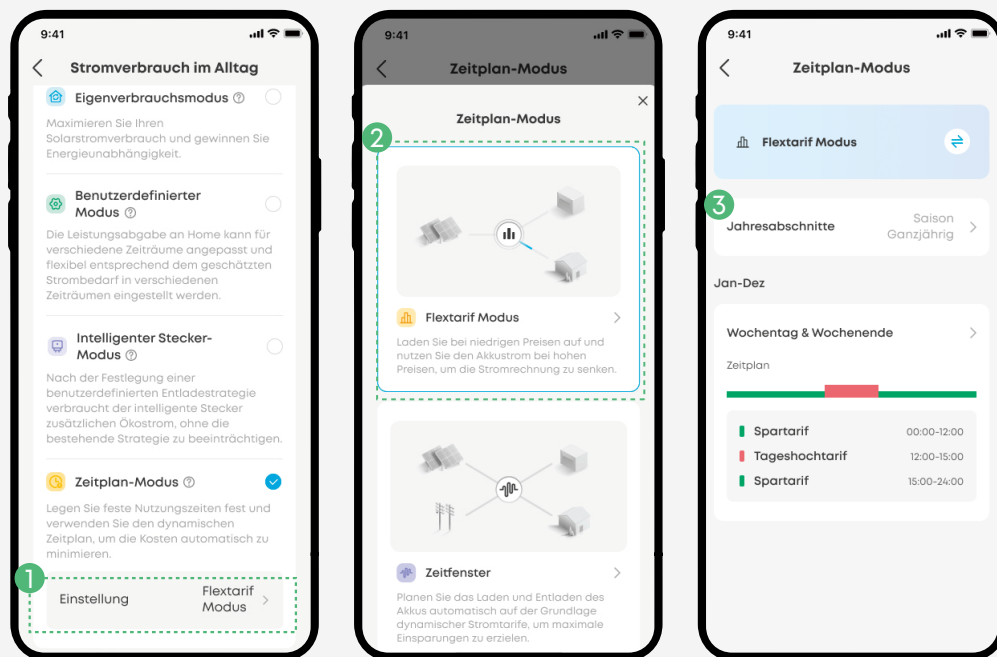 9:41
Stromverbrauch im Alltag
Eigenverbrauchsmodus ?
Maximieren Sie Ihren
Solarstromverbrauch und gewinnen Sie
Energieunabhängigkeit.
Benutzerdefinierter
Modus ?
Die Leistungsabgabe an Home kann für
verschiedene Zeiträume angepasst und
flexibel entsprechend dem geschätzten
Strombedarf in verschiedenen
Zeiträumen eingestellt werden.
Intelligenter Stecker-
Modus ?
Nach der Festlegung einer
benutzerdefinierten Entladestrategie
verbraucht der intelligente Stecker
zusätzlichen Ökostrom, ohne die
bestehende Strategie zu beeinträchtigen.
Zeitplan-Modus ?
Legen Sie feste Nutzungszeiten fest und
verwenden Sie den dynamischen
Zeitplan, um die Kosten automatisch zu
minimieren.
1
Einstellung
Flextarif
Modus
9:41
Zeitplan-Modus
Zeitplan-Modus
2
Flextarif Modus
Laden Sie bei niedrigen Preisen auf und
nutzen Sie den Akkustrom bei hohen
Preisen, um die Stromrechnung zu senken.
Zeitfenster
Planen Sie das Laden und Entladen des
Akkus automatisch auf der Grundlage
dynamischer Stromtarife, um maximale
Einsparungen zu erzielen.
9:41
Zeitplan-Modus
Flextarif Modus
3
Jahresabschnitte
Saison
Ganzjährig
Jan-Dez
Wochentag & Wochenende
Zeitplan
Spartarif 00:00-12:00
Tageshochtarif 12:00-15:00
Spartarif 15:00-24:00